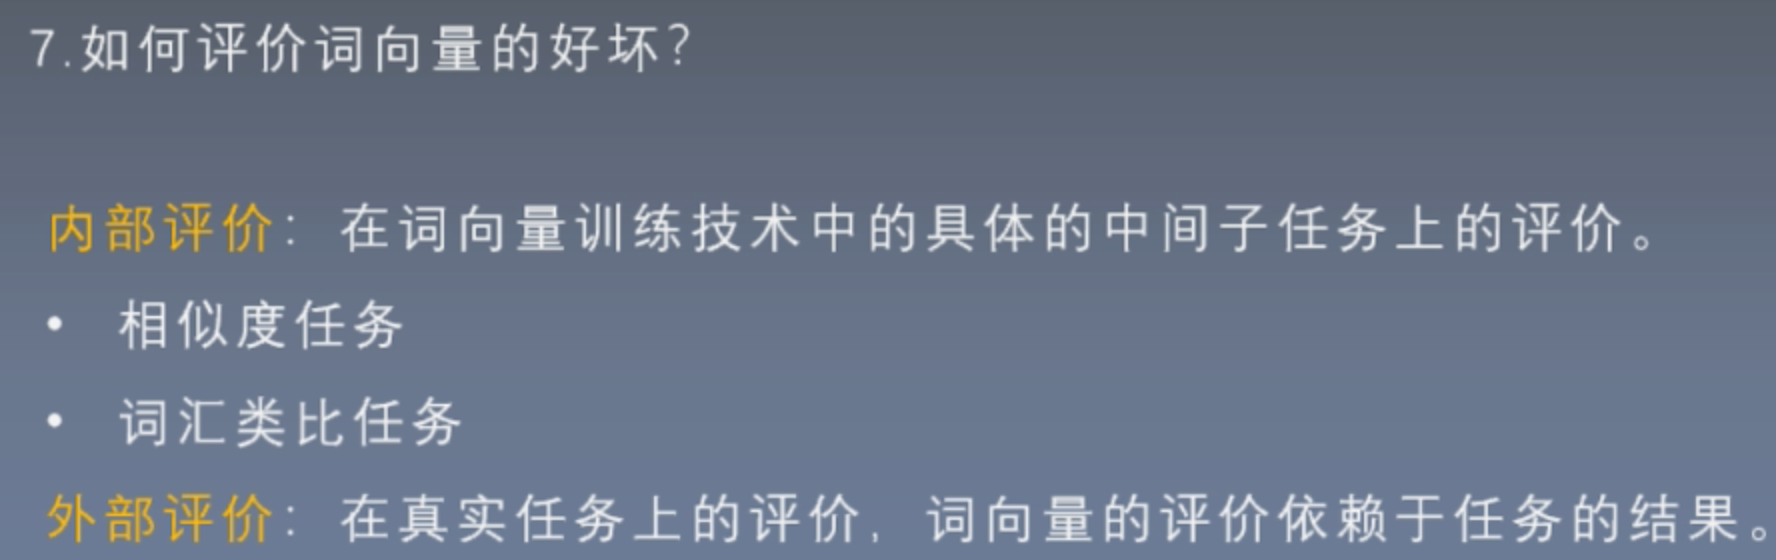 7.如何评价词向量的好坏?
内部评价：在词向量训练技术中的具体的中间子任务上的评价。
• 相似度任务
• 词汇类比任务
外部评价：在真实任务上的评价，词向量的评价依赖于任务的结果。